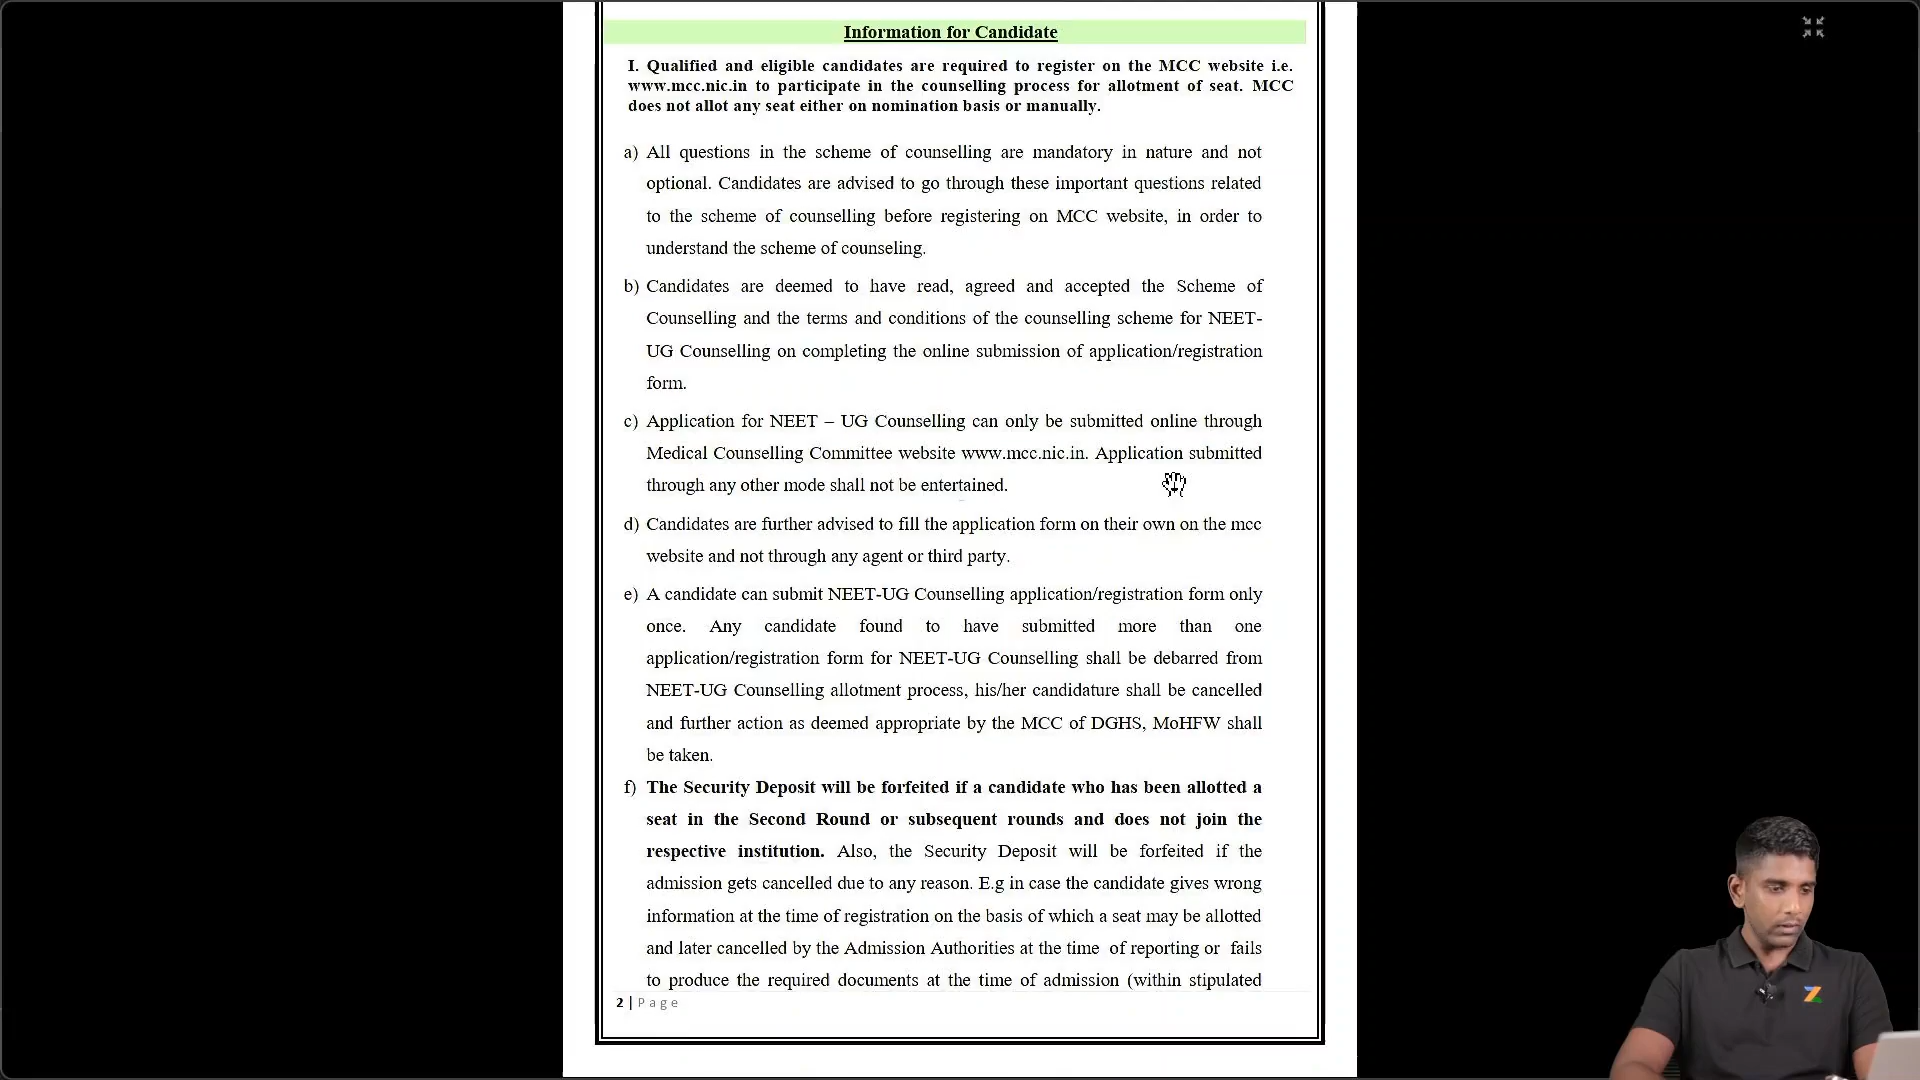 Information for Candidate
I. Qualified and eligible candidates are required to register on the MCC website i.e.
www.mcc.nic.in to participate in the counselling process for allotment of seat. MCC
does not allot any seat either on nomination basis or manually.
a) All questions in the scheme of counselling are mandatory in nature and not
optional. Candidates are advised to go through these important questions related
to the scheme of counselling before registering on MCC website, in order to
understand the scheme of counseling.
b) Candidates are deemed to have read, agreed and accepted the Scheme of
Counselling and the terms and conditions of the counselling scheme for NEET-
UG Counselling on completing the online submission of application/registration
form.
c) Application for NEET – UG Counselling can only be submitted online through
Medical Counselling Committee website www.mcc.nic.in. Application submitted
through any other mode shall not be entertained.
d) Candidates are further advised to fill the application form on their own on the mcc
website and not through any agent or third party.
e) A candidate can submit NEET-UG Counselling application/registration form only
once. Any candidate found to have submitted more than one
application/registration form for NEET-UG Counselling shall be debarred from
NEET-UG Counselling allotment process, his/her candidature shall be cancelled
and further action as deemed appropriate by the MCC of DGHS, MoHFW shall
be taken.
f) The Security Deposit will be forfeited if a candidate who has been allotted a
seat in the Second Round or subsequent rounds and does not join the
respective institution. Also, the Security Deposit will be forfeited if the
admission gets cancelled due to any reason. E.g in case the candidate gives wrong
information at the time of registration on the basis of which a seat may be allotted
and later cancelled by the Admission Authorities at the time of reporting or fails
to produce the required documents at the time of admission (within stipulated
2 | Page